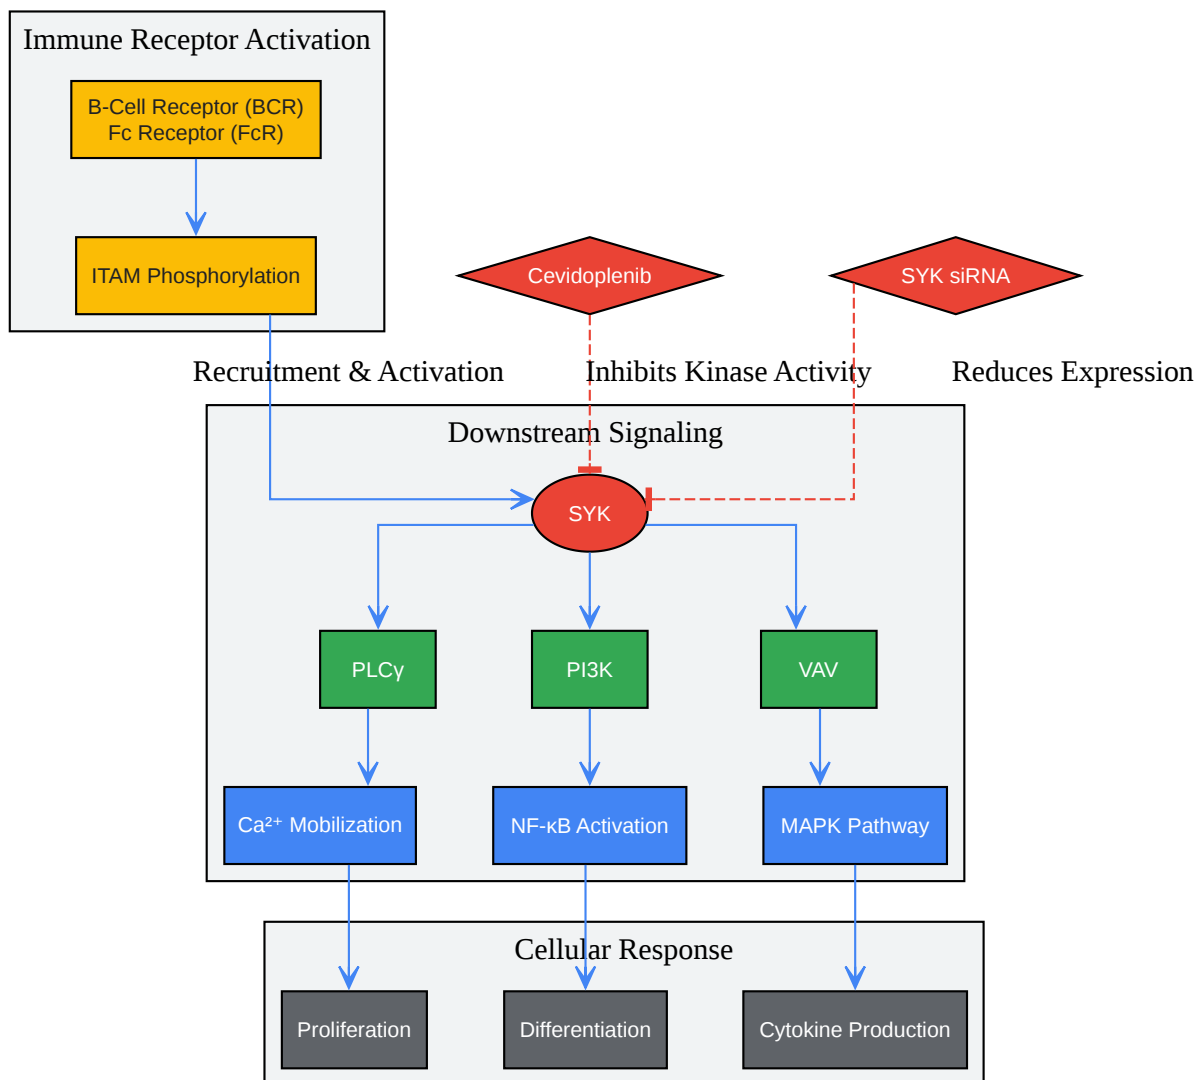 Immune Receptor Activation
B-Cell Receptor (BCR)
Fc Receptor (FcR)
ITAM Phosphorylation
Cevidoplenib
SYK siRNA
Recruitment & Activation
Inhibits Kinase Activity
Reduces Expression
Downstream Signaling
SYK
PLCγ
PI3K
VAV
Ca²⁺ Mobilization
NF-κB Activation
MAPK Pathway
Cellular Response
Proliferation
Differentiation
Cytokine Production